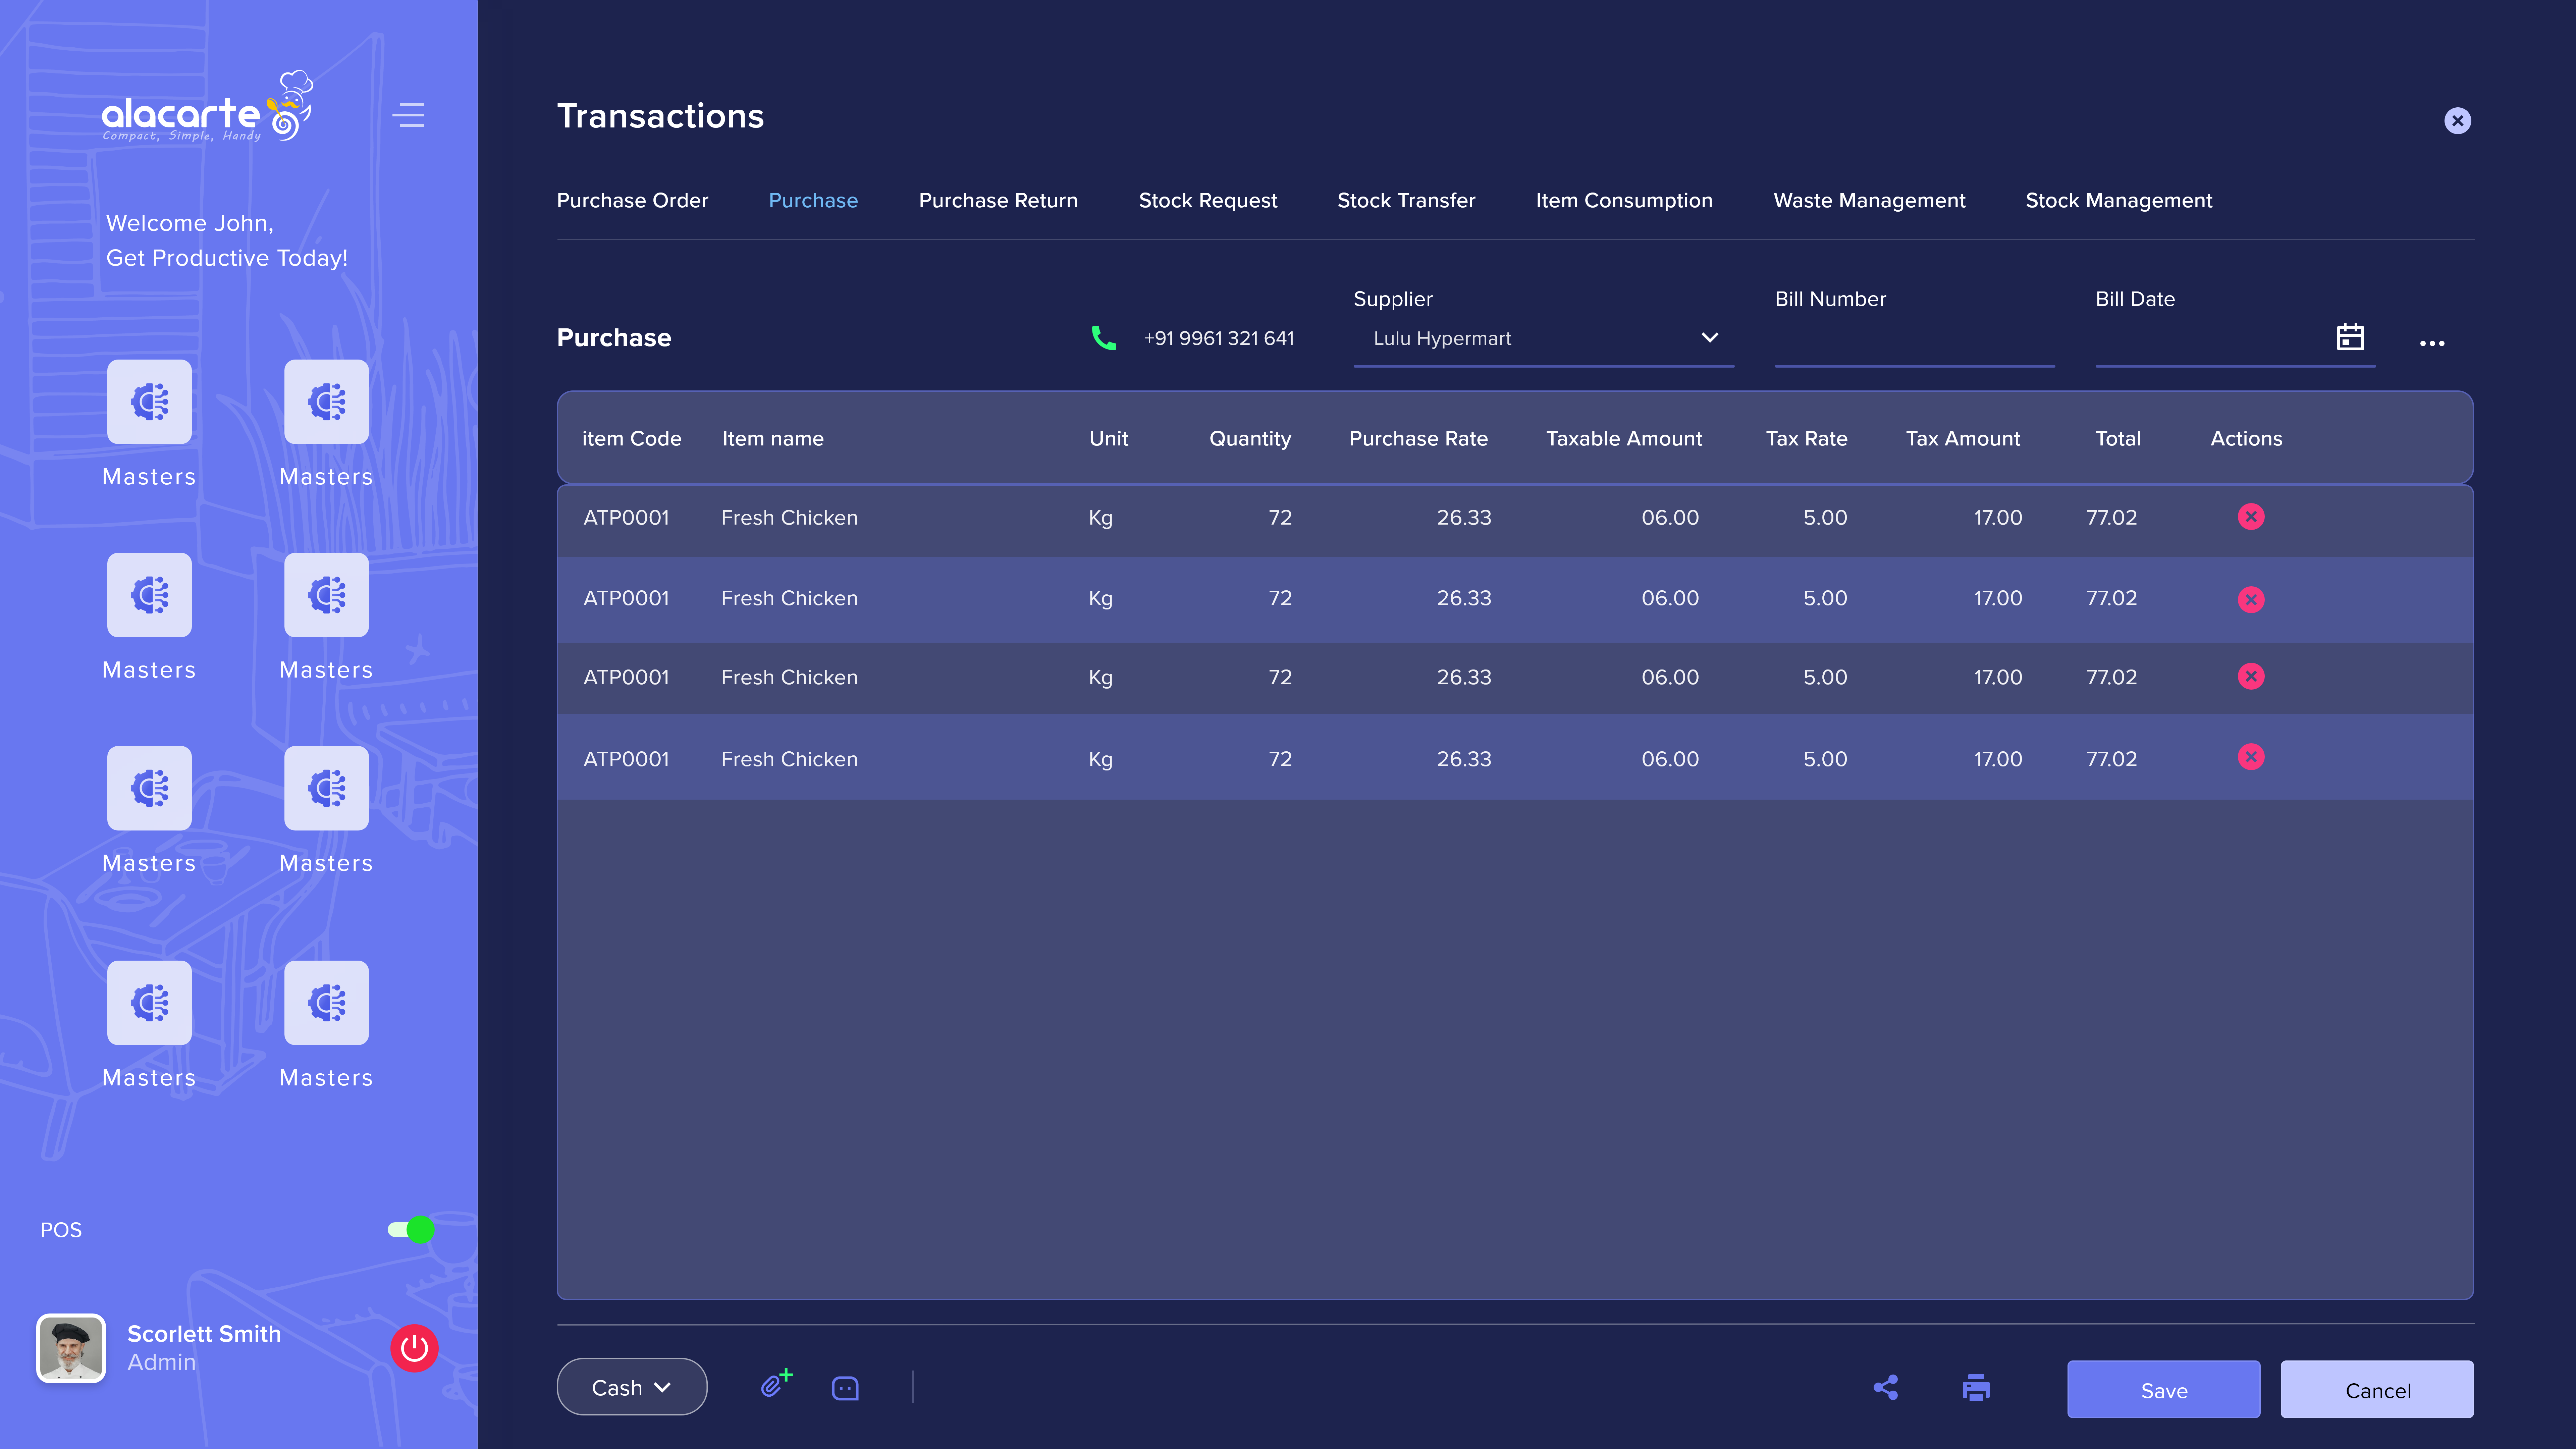 alacarte
Compact, Simple, Handy
Welcome John,
Get Productive Today!
Masters Masters
Masters Masters
Masters Masters
Masters Masters
POS
Scorlett Smith
Admin
Transactions
Purchase Order Purchase Purchase Return Stock Request Stock Transfer Item Consumption Waste Management Stock Management
Supplier Bill Number Bill Date
Purchase +91 9961 321 641 Lulu Hypermart
item Code Item name Unit Quantity Purchase Rate Taxable Amount Tax Rate Tax Amount Total Actions
ATP0001 Fresh Chicken Kg 72 26.33 06.00 5.00 17.00 77.02
ATP0001 Fresh Chicken Kg 72 26.33 06.00 5.00 17.00 77.02
ATP0001 Fresh Chicken Kg 72 26.33 06.00 5.00 17.00 77.02
ATP0001 Fresh Chicken Kg 72 26.33 06.00 5.00 17.00 77.02
Cash Save Cancel